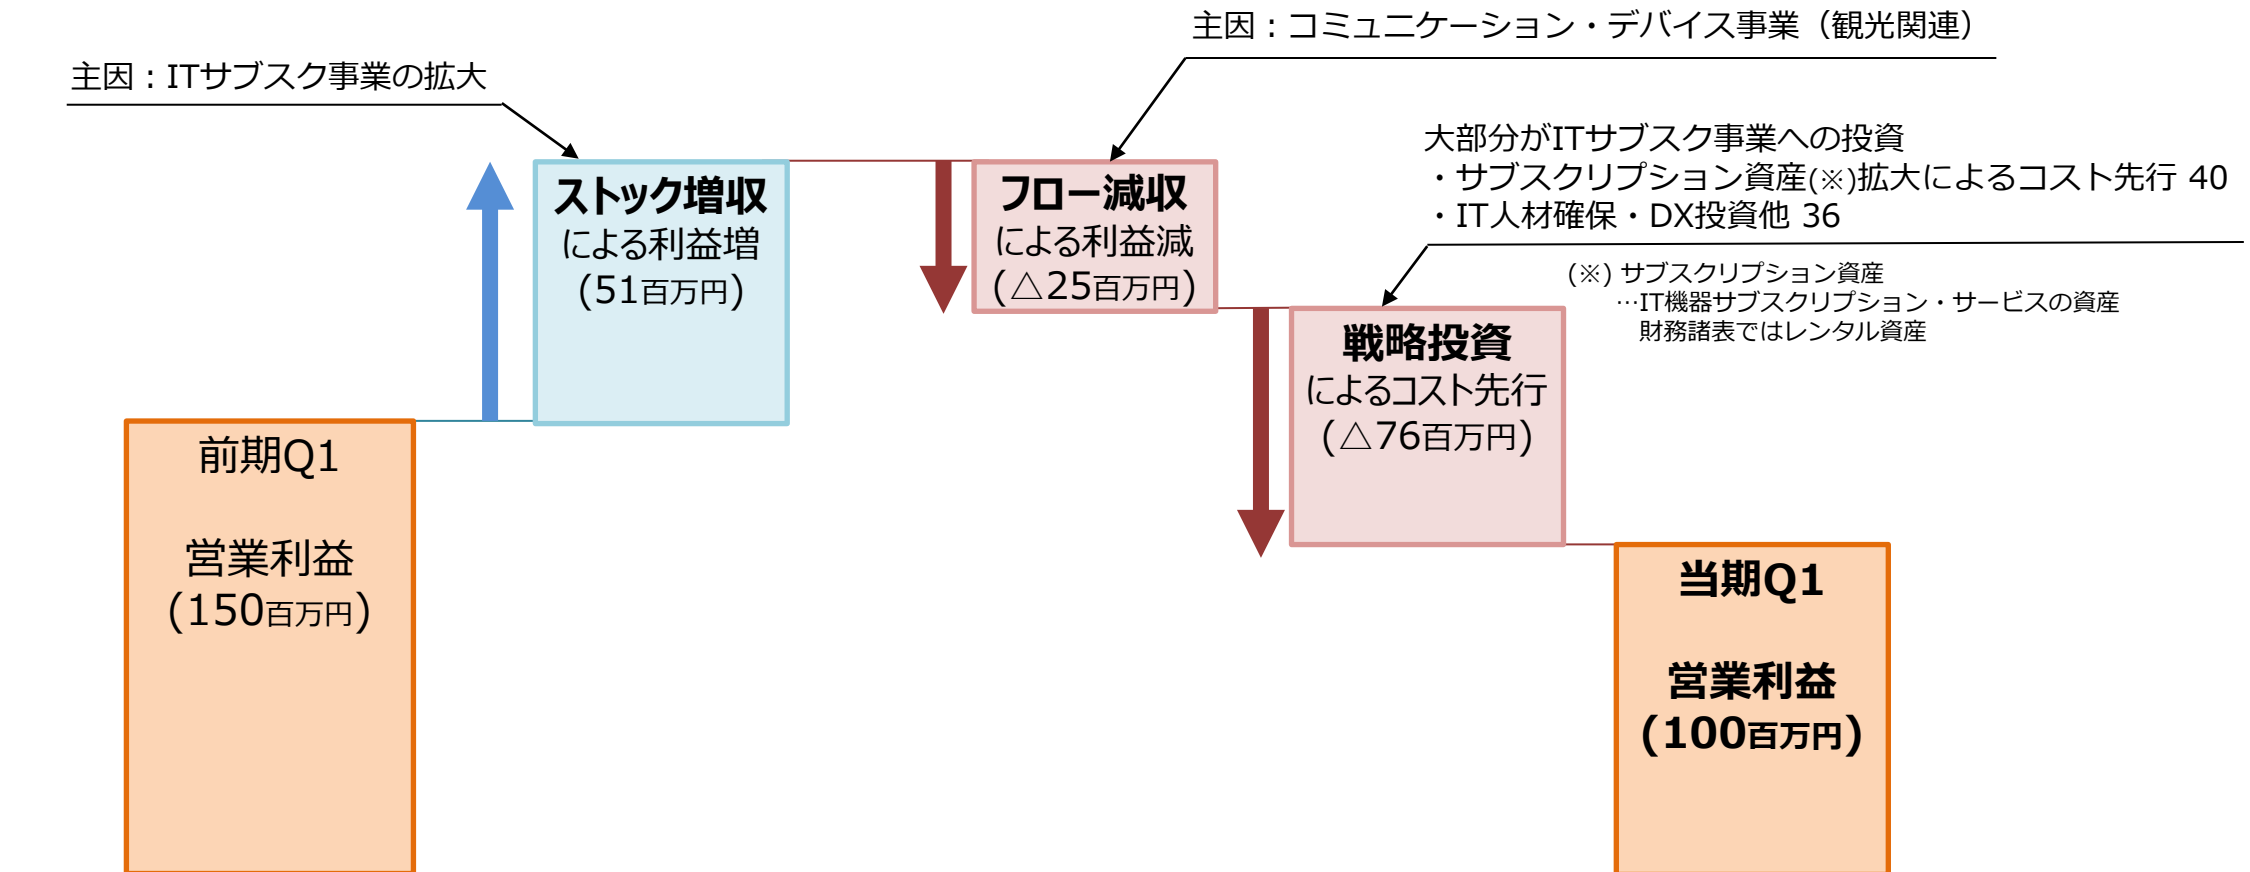 主因：コミュニケーション・デバイス事業（観光関連）
主因：ITサブスク事業の拡大
大部分がITサブスク事業への投資
・サブスクリプション資産(※)拡大によるコスト先行 40
・IT人材確保・DX投資他 36
(※) サブスクリプション資産
…IT機器サブスクリプション・サービスの資産
財務諸表ではレンタル資産
前期Q1
営業利益
(150百万円)
ストック増収
による利益増
(51百万円)
フロー減収
による利益減
(△25百万円)
戦略投資
によるコスト先行
(△76百万円)
当期Q1
営業利益
(100百万円)